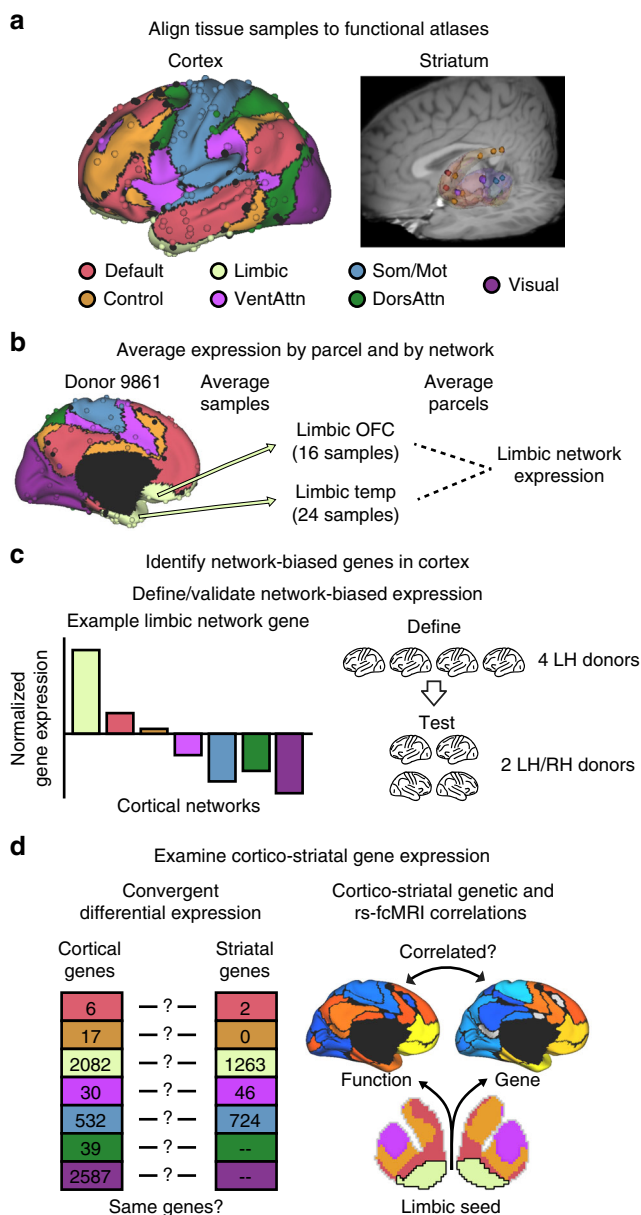 a
Align tissue samples to functional atlases
Cortex
Striatum
Default
Limbic
Som/Mot
Visual
Control
VentAttn
DorsAttn
b
Average expression by parcel and by network
Donor 9861
Average
samples
Average
parcels
Limbic OFC
(16 samples)
Limbic temp
(24 samples)
Limbic network
expression
c
Identify network-biased genes in cortex
Define/validate network-biased expression
Example limbic network gene
Normalized
gene expression
Cortical networks
Define
4 LH donors
Test
2 LH/RH donors
d
Examine cortico-striatal gene expression
Convergent
differential expression
Cortical
genes
Striatal
genes
6 — ? — 2
17 — ? — 0
2082 — ? — 1263
30 — ? — 46
532 — ? — 724
39 — ? — --
2587 — ? — --
Same genes?
Cortico-striatal genetic and
rs-fcMRI correlations
Correlated?
Function
Gene
Limbic seed